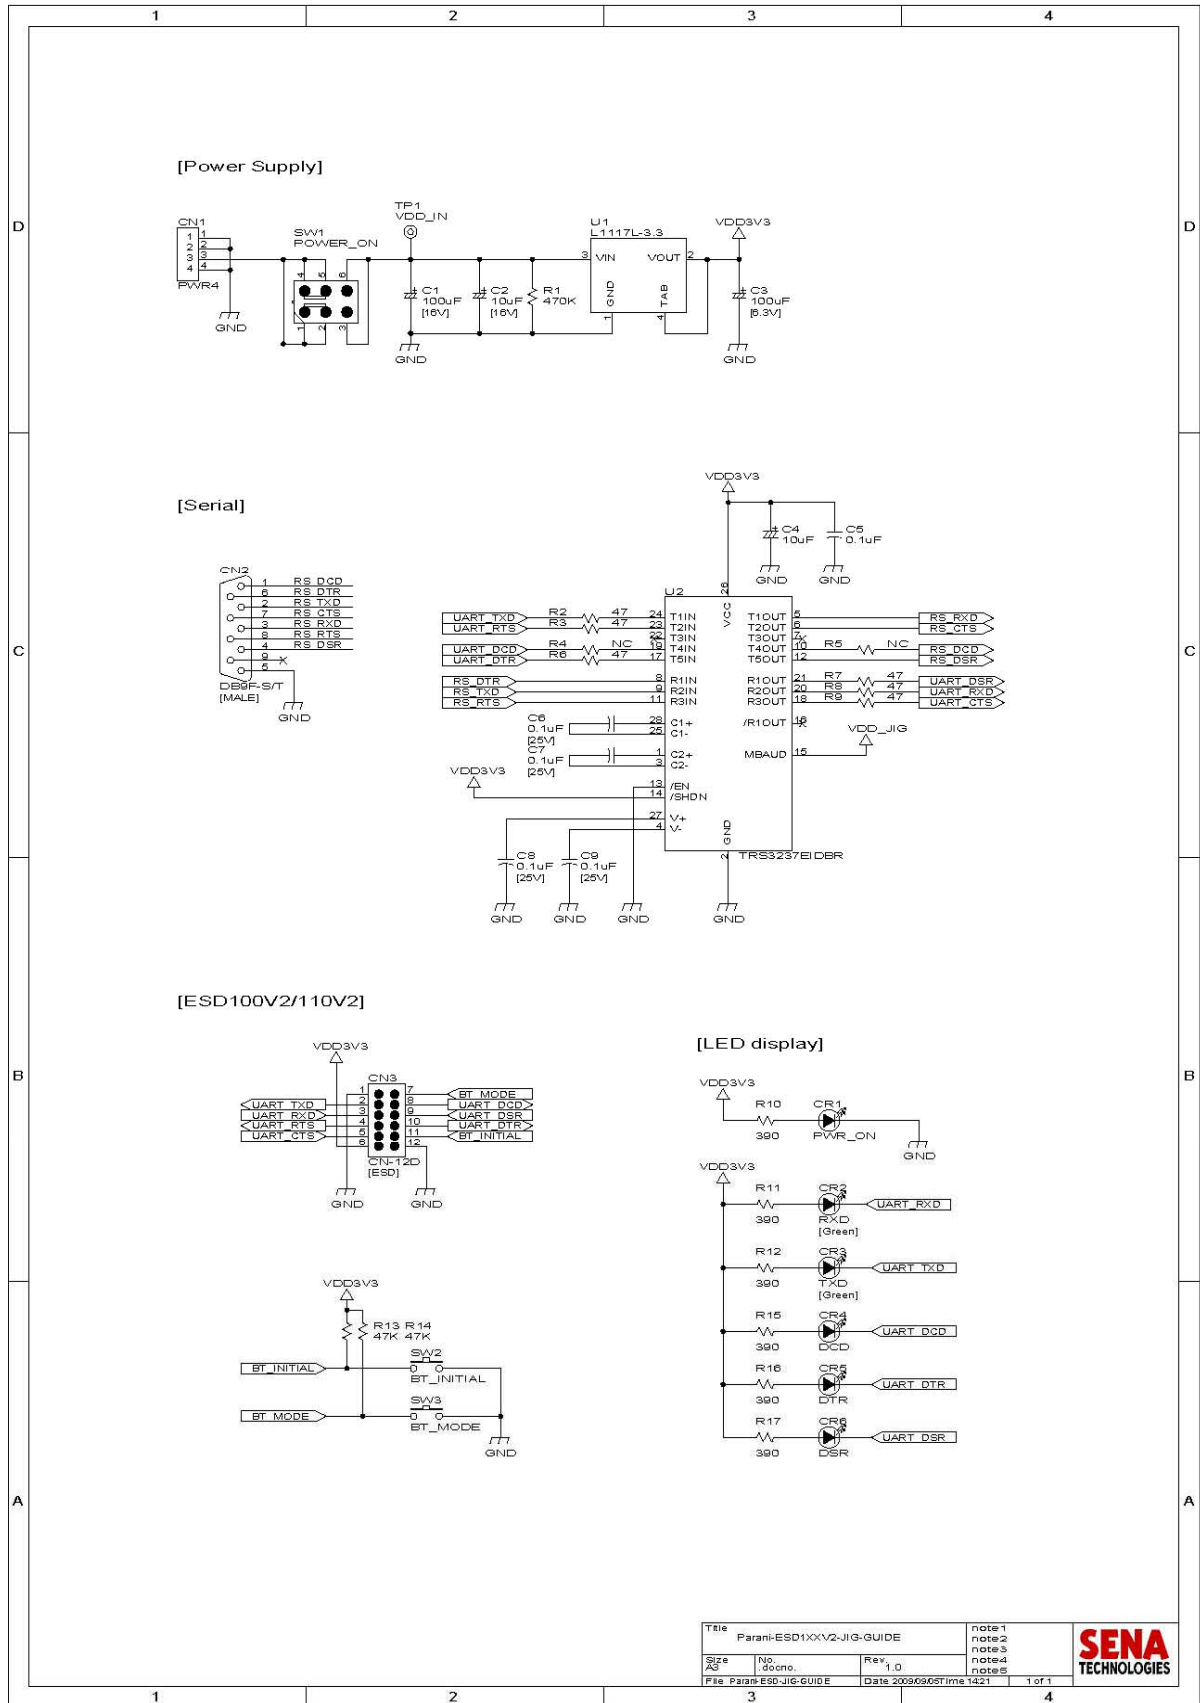 1 2 3 4
D D
[Power Supply]
CN1
1 1
2 2
3 3
4 4
PWR4
GND
SW1
POWER_ON
4 5 6
1 2 3
TP1
VDD_IN
C1
100uF
[16V]
C2
10uF
[16V]
R1
470K
GND
U1
L1117L-3.3
3 VIN VOUT 2
GND TAB
1 4
VDD3V3
C3
100uF
[6.3V]
GND
C C
[Serial]
CN2
1 RS_DCD
6 RS_DTR
2 RS_TXD
7 RS_CTS
3 RS_RXD
8 RS_RTS
4 RS_DSR
9
5
DB9F-S/T
[MALE]
GND
VDD3V3
C4
10uF
C5
0.1uF
GND GND
U2
26
VCC
UART_TXD R2 47 24 T1IN T1OUT 5 RS_RXD
UART_RTS R3 47 23 T2IN T2OUT 6 RS_CTS
22 T3IN T3OUT 7
UART_DCD R4 NC 19 T4IN T4OUT 10 R5 NC RS_DCD
UART_DTR R6 47 17 T5IN T5OUT 12 RS_DSR
RS_DTR 8 R1IN R1OUT 21 R7 47 UART_DSR
RS_TXD 9 R2IN R2OUT 20 R8 47 UART_RXD
RS_RTS 11 R3IN R3OUT 18 R9 47 UART_CTS
C6
0.1uF
[25V]
28 C1+ /R1OUT 16
25 C1-
VDD_JIG
C7
0.1uF
[25V]
1 C2+ MBAUD 15
3 C2-
VDD3V3
13 /EN
14 /SHDN
27 V+
4 V-
GND
2
TRS3237EIDBR
C8
0.1uF
[25V]
C9
0.1uF
[25V]
GND GND GND GND
B B
[ESD100V2/110V2]
VDD3V3
CN3
1 7 BT_MODE
UART_TXD 2 8 UART_DCD
UART_RXD 3 9 UART_DSR
UART_RTS 4 10 UART_DTR
UART_CTS 5 11 BT_INITIAL
6 12
CN-12D
[ESD]
GND GND
[LED display]
VDD3V3
R10 CR1
390 PWR_ON
GND
VDD3V3
R11 CR2 UART_RXD
390 RXD
[Green]
R12 CR3 UART_TXD
390 TXD
[Green]
R15 CR4 UART_DCD
390 DCD
R16 CR5 UART_DTR
390 DTR
R17 CR6 UART_DSR
390 DSR
VDD3V3
R13 R14
47K 47K
BT_INITIAL SW2
BT_INITIAL
BT_MODE SW3
BT_MODE
GND
A A
Title
Parani-ESD1XXV2-JIG-GUIDE
note1
note2
note3
note4
note5
Size
A3
No.
.docno.
Rev.
1.0
File Parani-ESD-JIG-GUIDE
Date 2009/09/05Time 14:21
1 of 1
SENA
TECHNOLOGIES
1 2 3 4